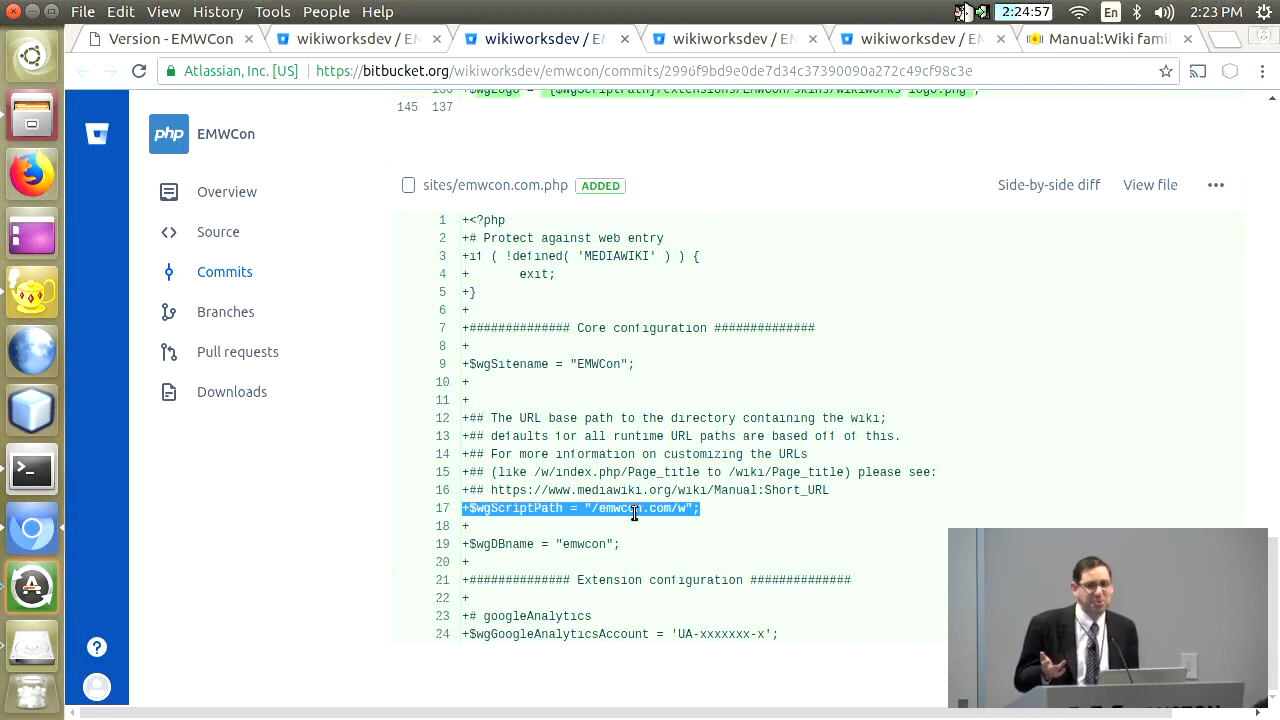 File Edit View History Tools People Help
2:24:57 En 2:23 PM
Version - EMWCon × wikiworksdev / EM × wikiworksdev / EM × wikiworksdev / EM × wikiworksdev / EM × Manual:Wiki famil ×
Atlassian, Inc. [US] https://bitbucket.org/wikiworksdev/emwcon/commits/2996f9bd9e0de7d34c37390090a272c49cf98c3e
145 137
php EMWCon
Overview
Source
Commits
Branches
Pull requests
Downloads
sites/emwcon.com.php ADDED Side-by-side diff View file •••
1 +<?php
2 +# Protect against web entry
3 +if ( !defined( 'MEDIAWIKI' ) ) {
4 + exit;
5 +}
6 +
7 +############## Core configuration ##############
8 +
9 +$wgSitename = "EMWCon";
10 +
11 +
12 +## The URL base path to the directory containing the wiki;
13 +## defaults for all runtime URL paths are based off of this.
14 +## For more information on customizing the URLs
15 +## (like /w/index.php/Page_title to /wiki/Page_title) please see:
16 +## https://www.mediawiki.org/wiki/Manual:Short_URL
17 +$wgScriptPath = "/emwcon.com/w";
18 +
19 +$wgDBname = "emwcon";
20 +
21 +############## Extension configuration ##############
22 +
23 +# googleAnalytics
24 +$wgGoogleAnalyticsAccount = 'UA-xxxxxxx-x';